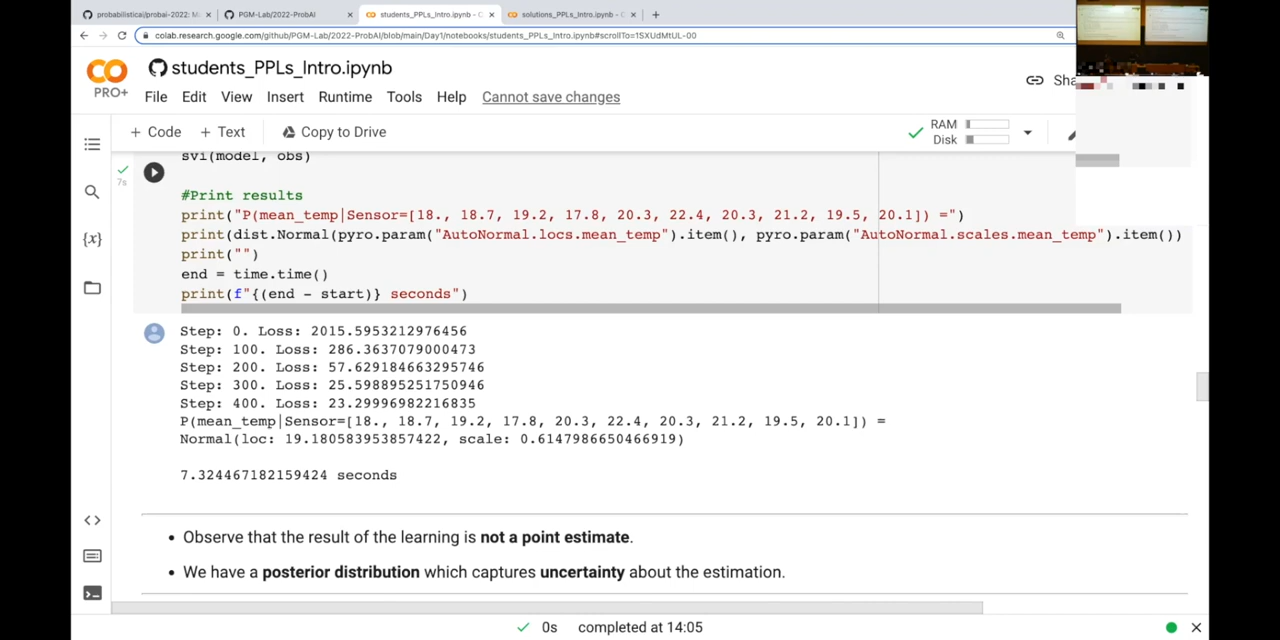 probabilisticai/probai-2022: M
PGM-Lab/2022-ProbAI
students_PPLs_Intro.ipynb - C
solutions_PPLs_Intro.ipynb - C
colab.research.google.com/github/PGM-Lab/2022-ProbAI/blob/main/Day1/notebooks/students_PPLs_Intro.ipynb#scrollTo=1SXUdMtUL-00
CO
PRO+
students_PPLs_Intro.ipynb
File Edit View Insert Runtime Tools Help Cannot save changes
Sha
+ Code + Text Copy to Drive
RAM
Disk
svi(model, obs)
7s
#Print results
print("P(mean_temp|Sensor=[18., 18.7, 19.2, 17.8, 20.3, 22.4, 20.3, 21.2, 19.5, 20.1]) =")
print(dist.Normal(pyro.param("AutoNormal.locs.mean_temp").item(), pyro.param("AutoNormal.scales.mean_temp").item())
print("")
end = time.time()
print(f"{(end - start)} seconds")
{x}
Step: 0. Loss: 2015.5953212976456
Step: 100. Loss: 286.3637079000473
Step: 200. Loss: 57.629184663295746
Step: 300. Loss: 25.598895251750946
Step: 400. Loss: 23.29996982216835
P(mean_temp|Sensor=[18., 18.7, 19.2, 17.8, 20.3, 22.4, 20.3, 21.2, 19.5, 20.1]) =
Normal(loc: 19.180583953857422, scale: 0.6147986650466919)
7.324467182159424 seconds
• Observe that the result of the learning is not a point estimate.
• We have a posterior distribution which captures uncertainty about the estimation.
0s completed at 14:05